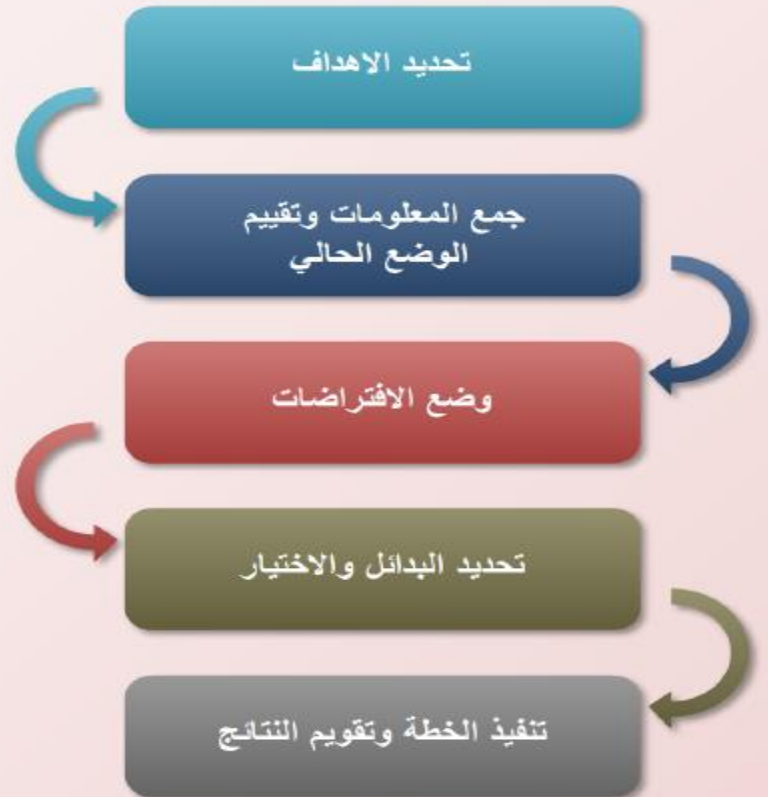 تحديد الاهداف
جمع المعلومات وتقييم
الوضع الحالي
وضع الافتراضات
تحديد البدائل والاختيار
تنفيذ الخطة وتقويم النتائج